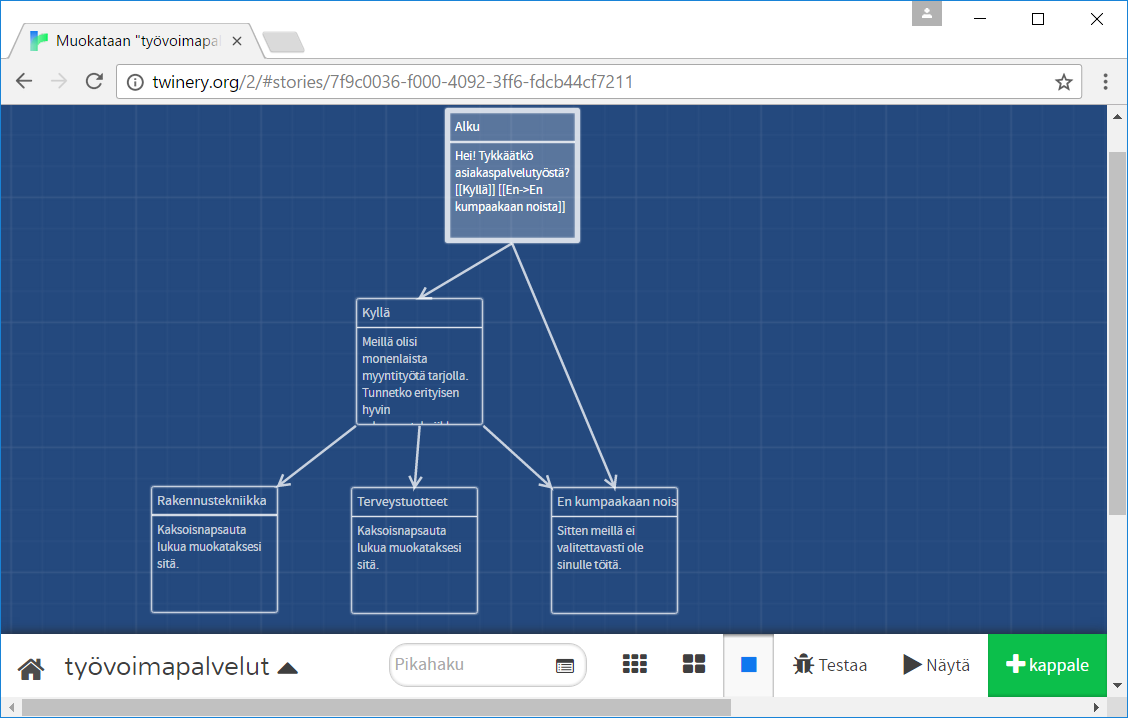 Muokataan "työvoimapal
twinery.org/2/#stories/7f9c0036-f000-4092-3ff6-fdcb44cf7211
Alku
Hei! Tykkäätkö
asiakaspalvelutyöstä?
[[Kyllä]] [[En->En
kumpaakaan noista]]
Kyllä
Meillä olisi
monenlaista
myyntityötä tarjolla.
Tunnetko erityisen
hyvin
Rakennustekniikka
Kaksoisnapsauta
lukua muokataksesi
sitä.
Terveystuotteet
Kaksoisnapsauta
lukua muokataksesi
sitä.
En kumpaakaan nois
Sitten meillä ei
valitettavasti ole
sinulle töitä.
työvoimapalvelut
Pikahaku
Testaa
Näytä
kappale